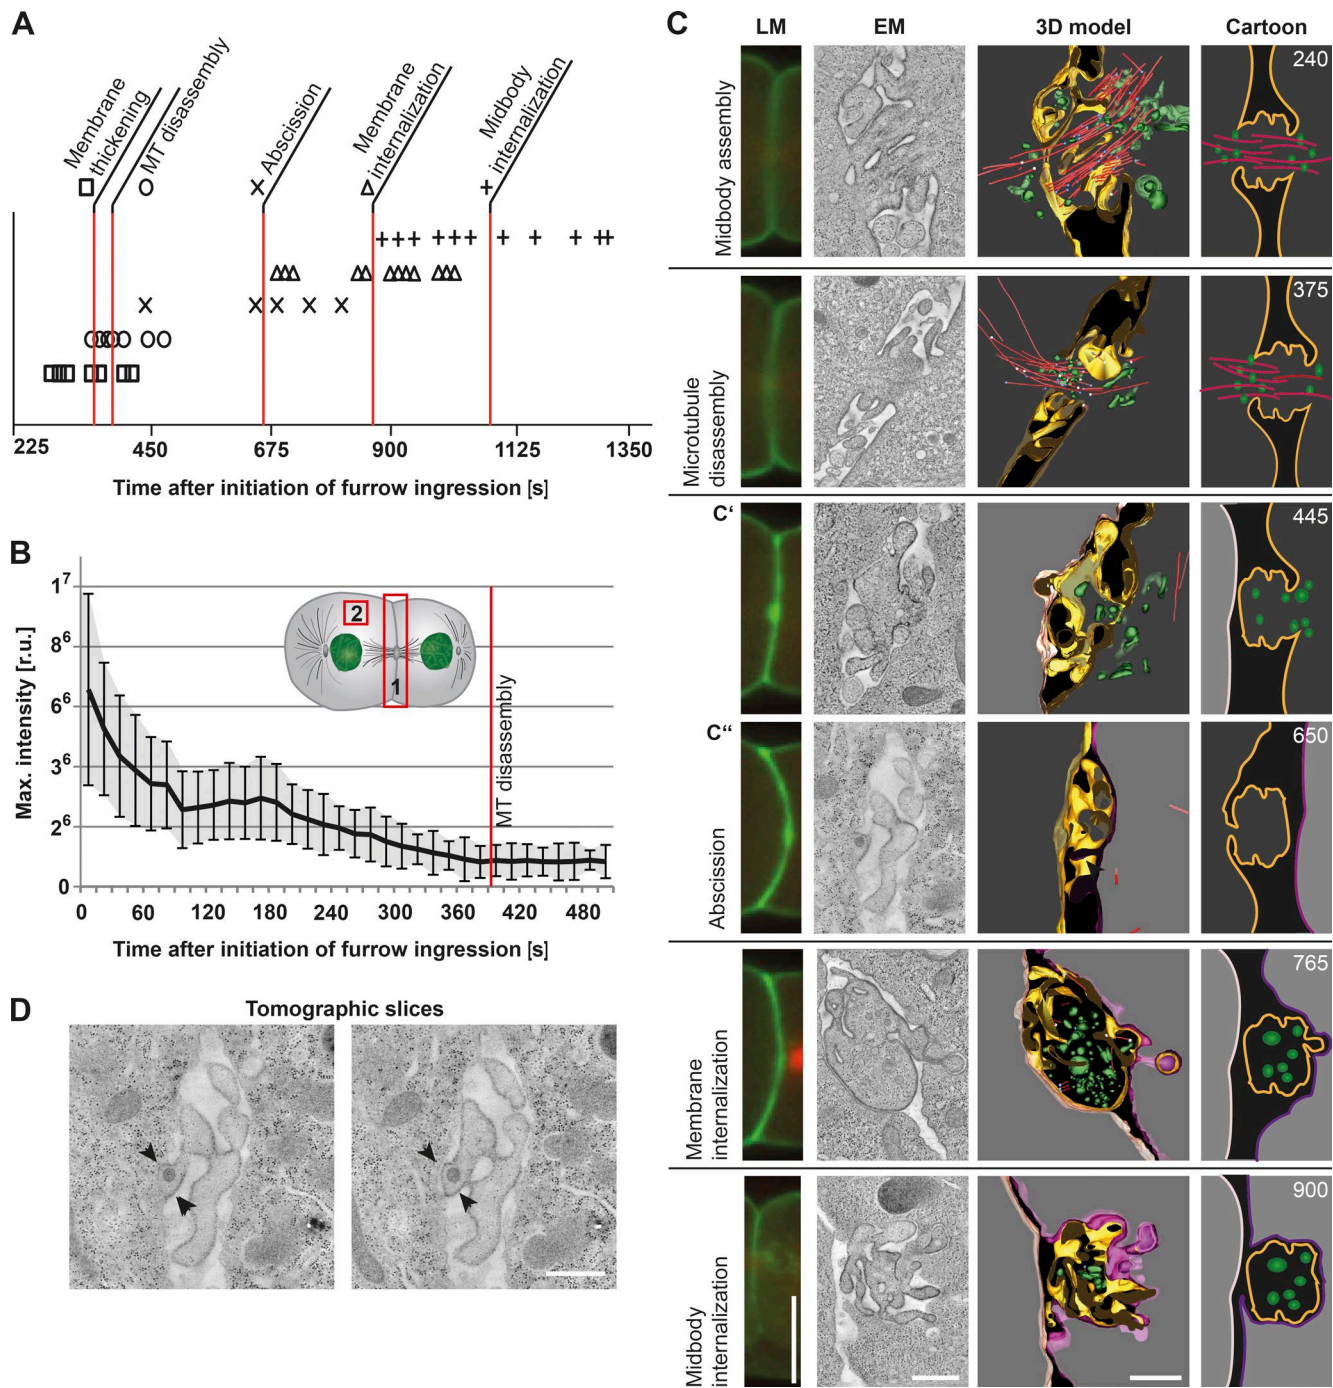 A
Membrane
thickening
MT disassembly
Abscission
Membrane
internalization
Midbody
internalization
225 450 675 900 1125 1350
Time after initiation of furrow ingression [s]
B
Max. intensity [r.u.]
1⁷
8⁶
6⁶
3⁶
2⁶
0
2
1
MT disassembly
0 60 120 180 240 300 360 420 480
Time after initiation of furrow ingression [s]
D
Tomographic slices
C
LM EM 3D model Cartoon
Midbody assembly
240
Microtubule
disassembly
375
C'
445
C"
Abscission
650
Membrane
internalization
765
Midbody
internalization
900